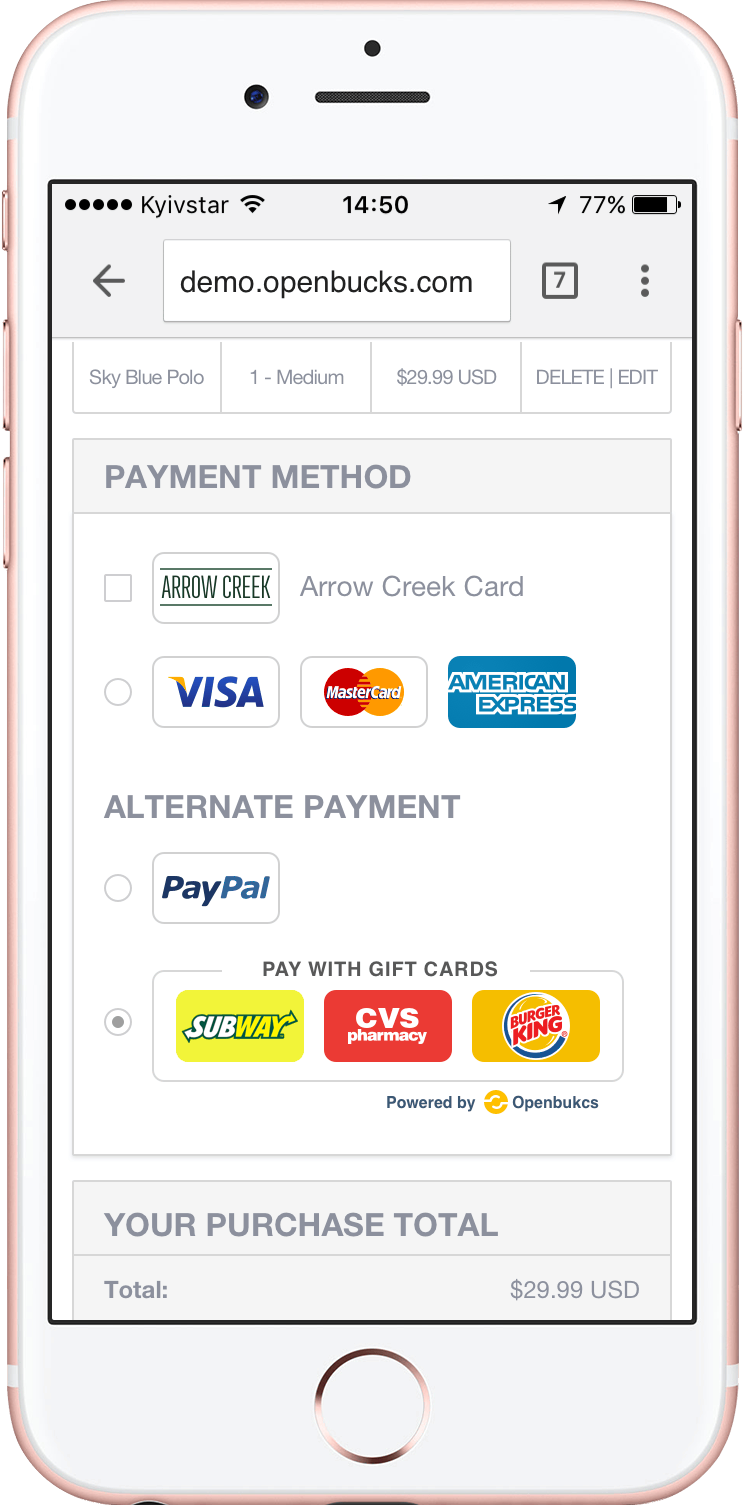 Kyivstar 14:50 77%
demo.openbucks.com 7
Sky Blue Polo 1 - Medium $29.99 USD DELETE | EDIT
PAYMENT METHOD
ARROW CREEK Arrow Creek Card
VISA MasterCard AMERICAN EXPRESS
ALTERNATE PAYMENT
PayPal
PAY WITH GIFT CARDS
SUBWAY CVS pharmacy BURGER KING
Powered by Openbukcs
YOUR PURCHASE TOTAL
Total: $29.99 USD